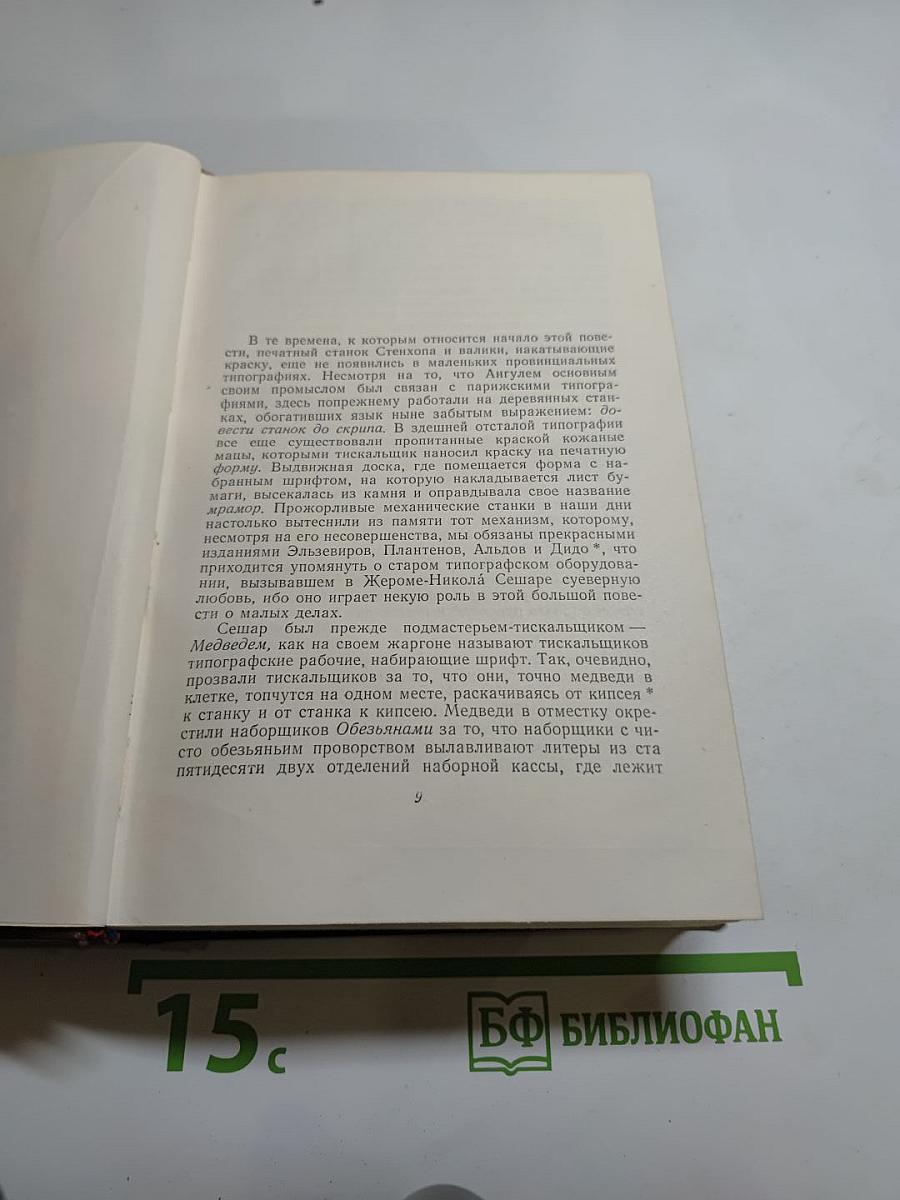 В те времена, к которым относится начало этой пове-
сти, печатный станок Стенхопа и валики, накатывающие
краску, еще не появились в маленьких провинциальных
типографиях. Несмотря на то, что Ангулем основным
своим промыслом был связан с парижскими типогра-
фиями, здесь попрежнему работали на деревянных стан-
ках, обогативших язык ныне забытым выражением: до-
вести станок до скрипа. В здешней отсталой типографии
все еще существовали пропитанные краской кожаные
мацы, которыми тискальщик наносил краску на печатную
форму. Выдвижная доска, где помещается форма с на-
бранным шрифтом, на которую накладывается лист бу-
маги, высекалась из камня и оправдывала свое название
мрамор. Прожорливые механические станки в наши дни
настолько вытеснили из памяти тот механизм, которому,
несмотря на его несовершенства, мы обязаны прекрасными
изданиями Эльзевиров, Плантенов, Альдов и Дидо*, что
приходится упомянуть о старом типографском оборудова-
нии, вызывавшем в Жероме-Никола́ Сешаре суеверную
любовь, ибо оно играет некую роль в этой большой пове-
сти о малых делах.
Сешар был прежде подмастерьем-тискальщиком —
Медведем, как на своем жаргоне называют тискальщиков
типографские рабочие, набирающие шрифт. Так, очевидно,
прозвали тискальщиков за то, что они, точно медведи в
клетке, топчутся на одном месте, раскачиваясь от кипсея*
к станку и от станка к кипсею. Медведи в отместку окре-
стили наборщиков Обезьянами за то, что наборщики с чи-
сто обезьяньим проворством вылавливают литеры из ста
пятидесяти двух отделений наборной кассы, где лежит
9
15 с
БФ БИБЛИОФАН